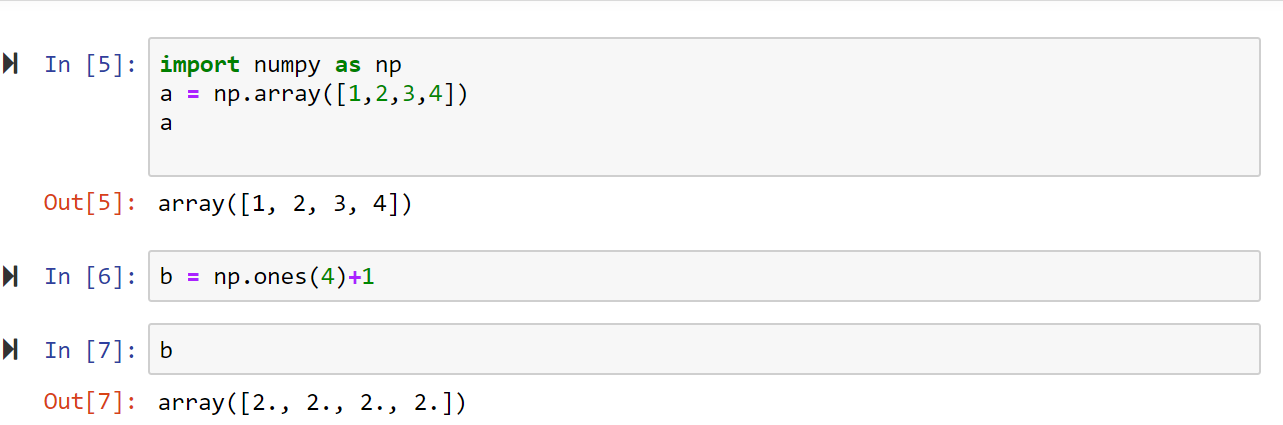 In [5]: import numpy as np
a = np.array([1,2,3,4])
a
Out[5]: array([1, 2, 3, 4])
In [6]: b = np.ones(4)+1
In [7]: b
Out[7]: array([2., 2., 2., 2.])